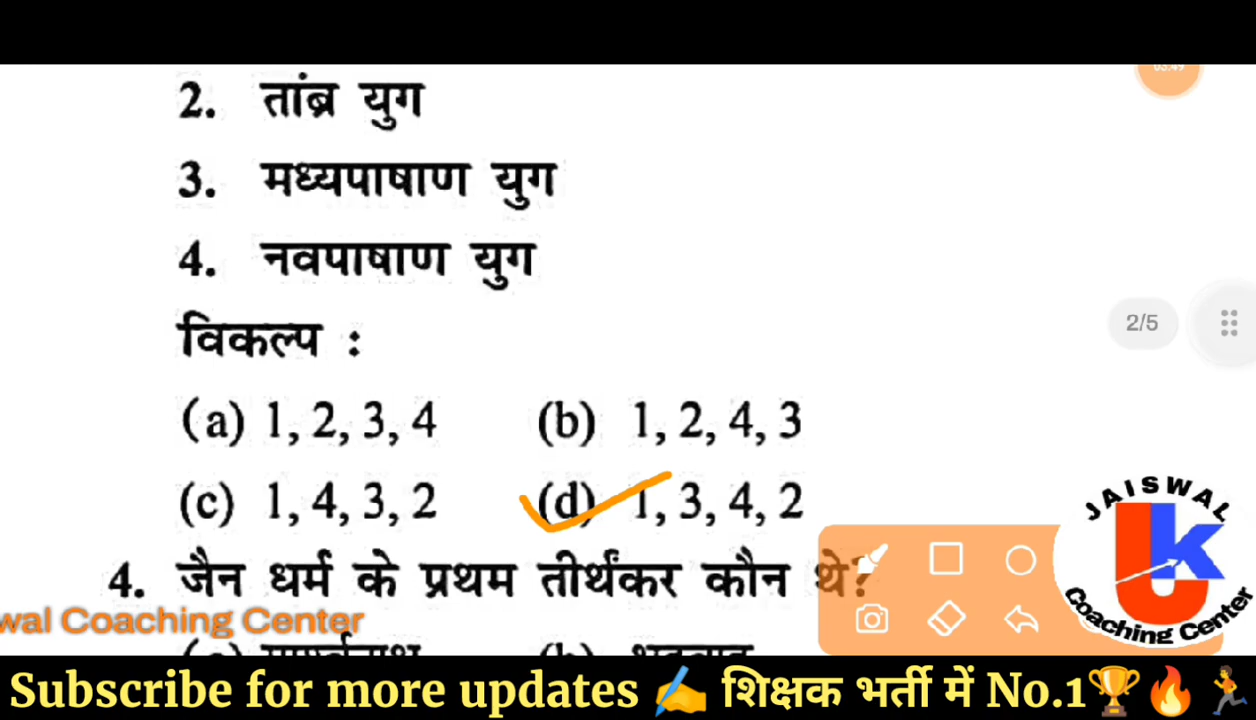 2. तांब्र युग
3. मध्यपाषाण युग
4. नवपाषाण युग
2/5
विकल्प :
(a) 1, 2, 3, 4 (b) 1, 2, 4, 3
(c) 1, 4, 3, 2 (d) 1, 3, 4, 2
4. जैन धर्म के प्रथम तीर्थंकर कौन थे?
wal Coaching Center
JAISWAL
UK
Coaching Center
Subscribe for more updates ✍️ शिक्षक भर्ती में No.1🏆🔥🏃